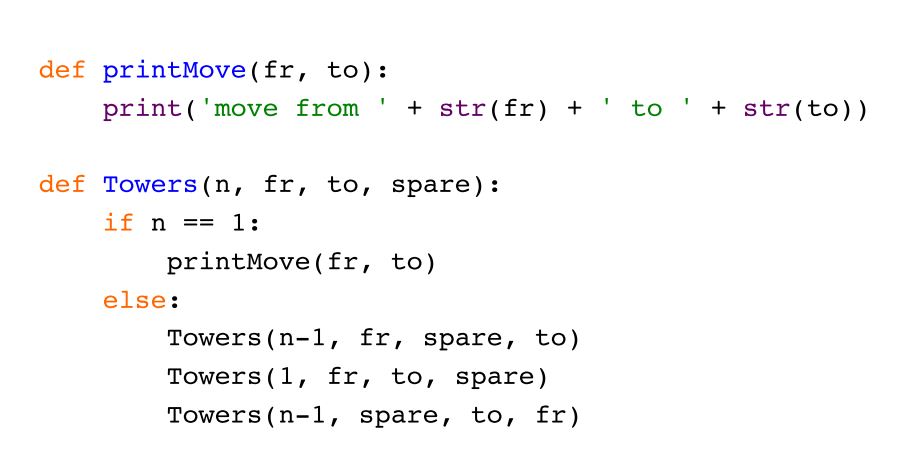 def printMove(fr, to):
    print('move from ' + str(fr) + ' to ' + str(to))
def Towers(n, fr, to, spare):
    if n == 1:
        printMove(fr, to)
    else:
        Towers(n-1, fr, spare, to)
        Towers(1, fr, to, spare)
        Towers(n-1, spare, to, fr)